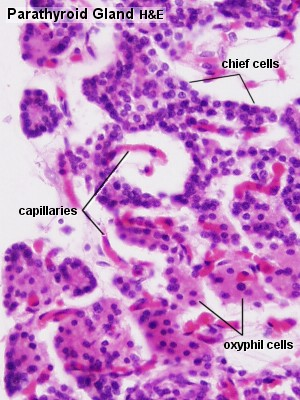 Parathyroid Gland H&E
chief cells
capillaries
oxyphil cells